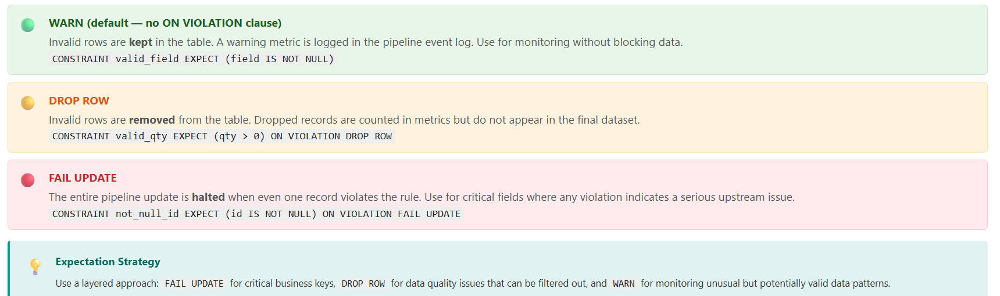 WARN (default — no ON VIOLATION clause)
Invalid rows are kept in the table. A warning metric is logged in the pipeline event log. Use for monitoring without blocking data.
CONSTRAINT valid_field EXPECT (field IS NOT NULL)
DROP ROW
Invalid rows are removed from the table. Dropped records are counted in metrics but do not appear in the final dataset.
CONSTRAINT valid_qty EXPECT (qty > 0) ON VIOLATION DROP ROW
FAIL UPDATE
The entire pipeline update is halted when even one record violates the rule. Use for critical fields where any violation indicates a serious upstream issue.
CONSTRAINT not_null_id EXPECT (id IS NOT NULL) ON VIOLATION FAIL UPDATE
Expectation Strategy
Use a layered approach: FAIL UPDATE for critical business keys, DROP ROW for data quality issues that can be filtered out, and WARN for monitoring unusual but potentially valid data patterns.